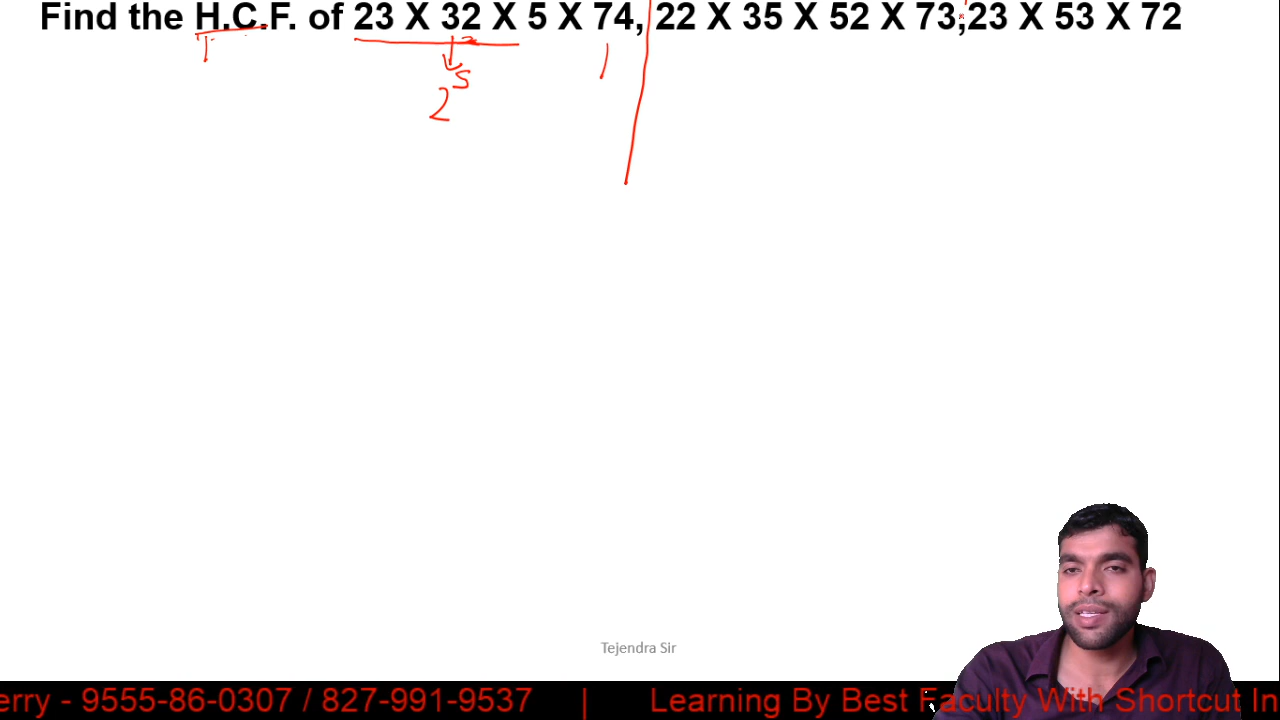 Find the H.C.F. of 23 X 32 X 5 X 74, 22 X 35 X 52 X 73;23 X 53 X 72
2 5
Tejendra Sir
erry - 9555-86-0307 / 827-991-9537 | Learning By Best Faculty With Shortcut In